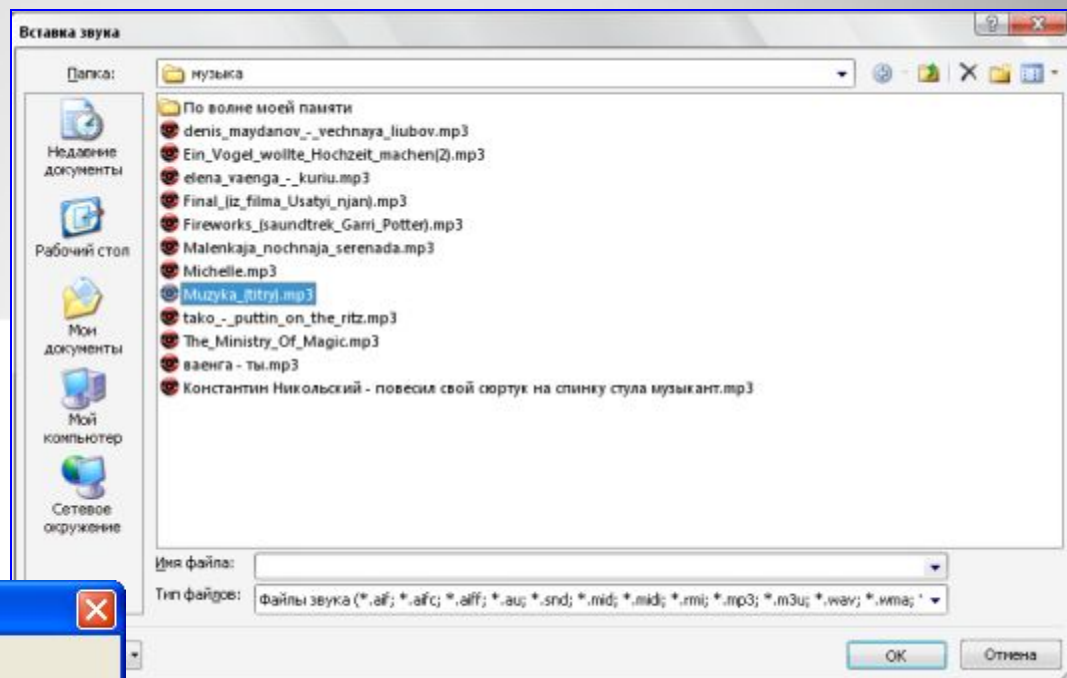 Вставка звука
Папка:
музыка
По волне моей памяти
denis_maydanov_-_vechnaya_liubov.mp3
Ein_Vogel_wollte_Hochzeit_machen(2).mp3
elena_vaenga_-_kuriu.mp3
Final_(iz_filma_Usatyi_njan).mp3
Fireworks_(saundtrek_Garri_Potter).mp3
Malenkaja_nochnaja_serenada.mp3
Michelle.mp3
Muzyka_(titry).mp3
tako_-_puttin_on_the_ritz.mp3
The_Ministry_Of_Magic.mp3
ваенга - ты.mp3
Константин Никольский - повесил свой сюртук на спинку стула музыкант.mp3
Недавние
документы
Рабочий стол
Мои
документы
Мой
компьютер
Сетевое
окружение
Имя файла:
Тип файлов:
Файлы звука (*.aif; *.aifc; *.aiff; *.au; *.snd; *.mid; *.midi; *.rmi; *.mp3; *.m3u; *.wav; *.wma; *
ОК
Отмена